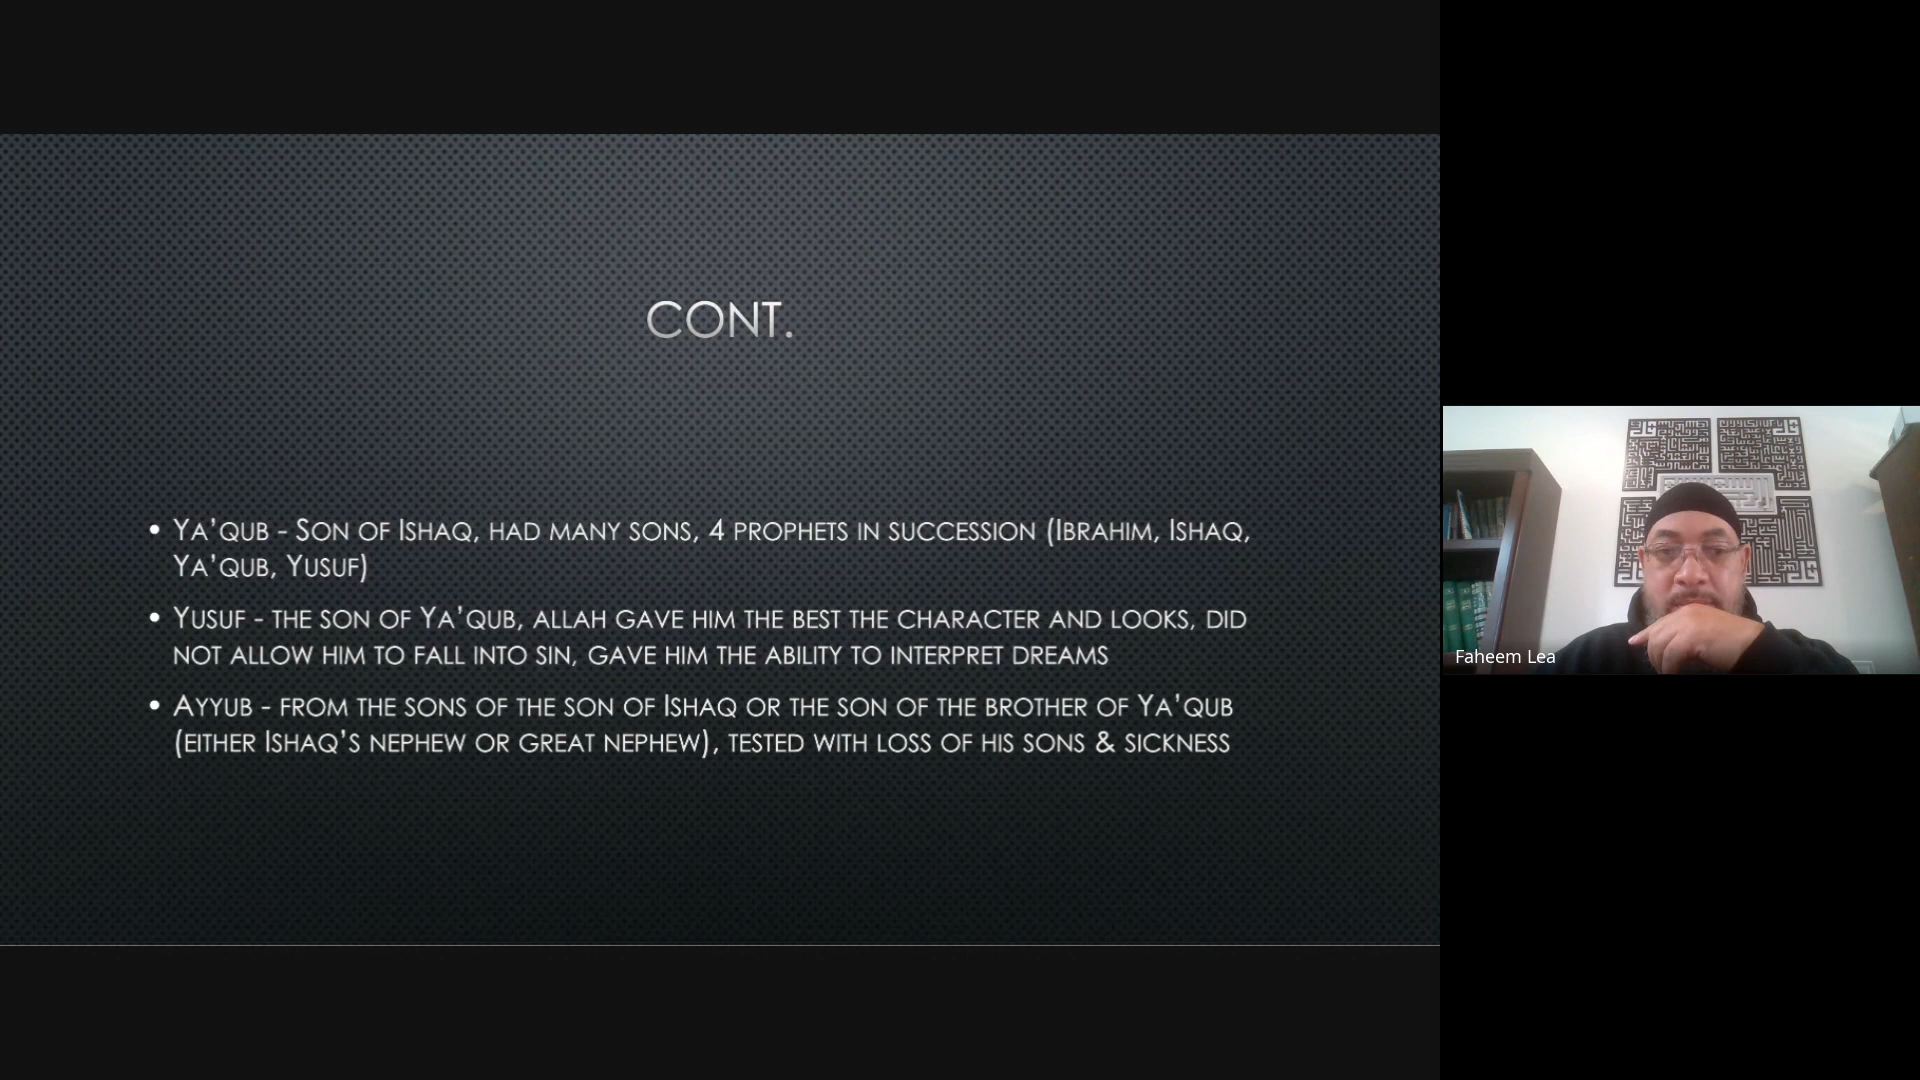 CONT.
• YA'QUB - SON OF ISHAQ, HAD MANY SONS, 4 PROPHETS IN SUCCESSION (IBRAHIM, ISHAQ,
YA'QUB, YUSUF)
• YUSUF - THE SON OF YA'QUB, ALLAH GAVE HIM THE BEST THE CHARACTER AND LOOKS, DID
NOT ALLOW HIM TO FALL INTO SIN, GAVE HIM THE ABILITY TO INTERPRET DREAMS
• AYYUB - FROM THE SONS OF THE SON OF ISHAQ OR THE SON OF THE BROTHER OF YA'QUB
(EITHER ISHAQ'S NEPHEW OR GREAT NEPHEW), TESTED WITH LOSS OF HIS SONS & SICKNESS
Faheem Lea